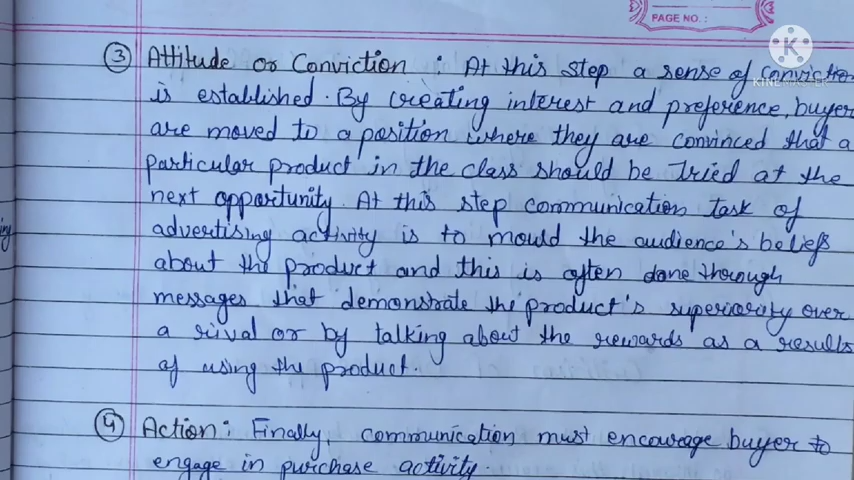 PAGE NO.:
K
KINEMASTER
③ Attitude or Conviction : At this step a sense of conviction
is established. By creating interest and preference, buyer
are moved to a position where they are convinced that a
particular product in the class should be tried at the
next opportunity. At this step communication task of
advertising activity is to mould the audience's beliefs
about the product and this is often done through
messages that demonstrate the product's superiority over
a rival or by talking about the rewards as a results
of using the product.
④ Action : Finally, communication must encourage buyer to
engage in purchase activity.